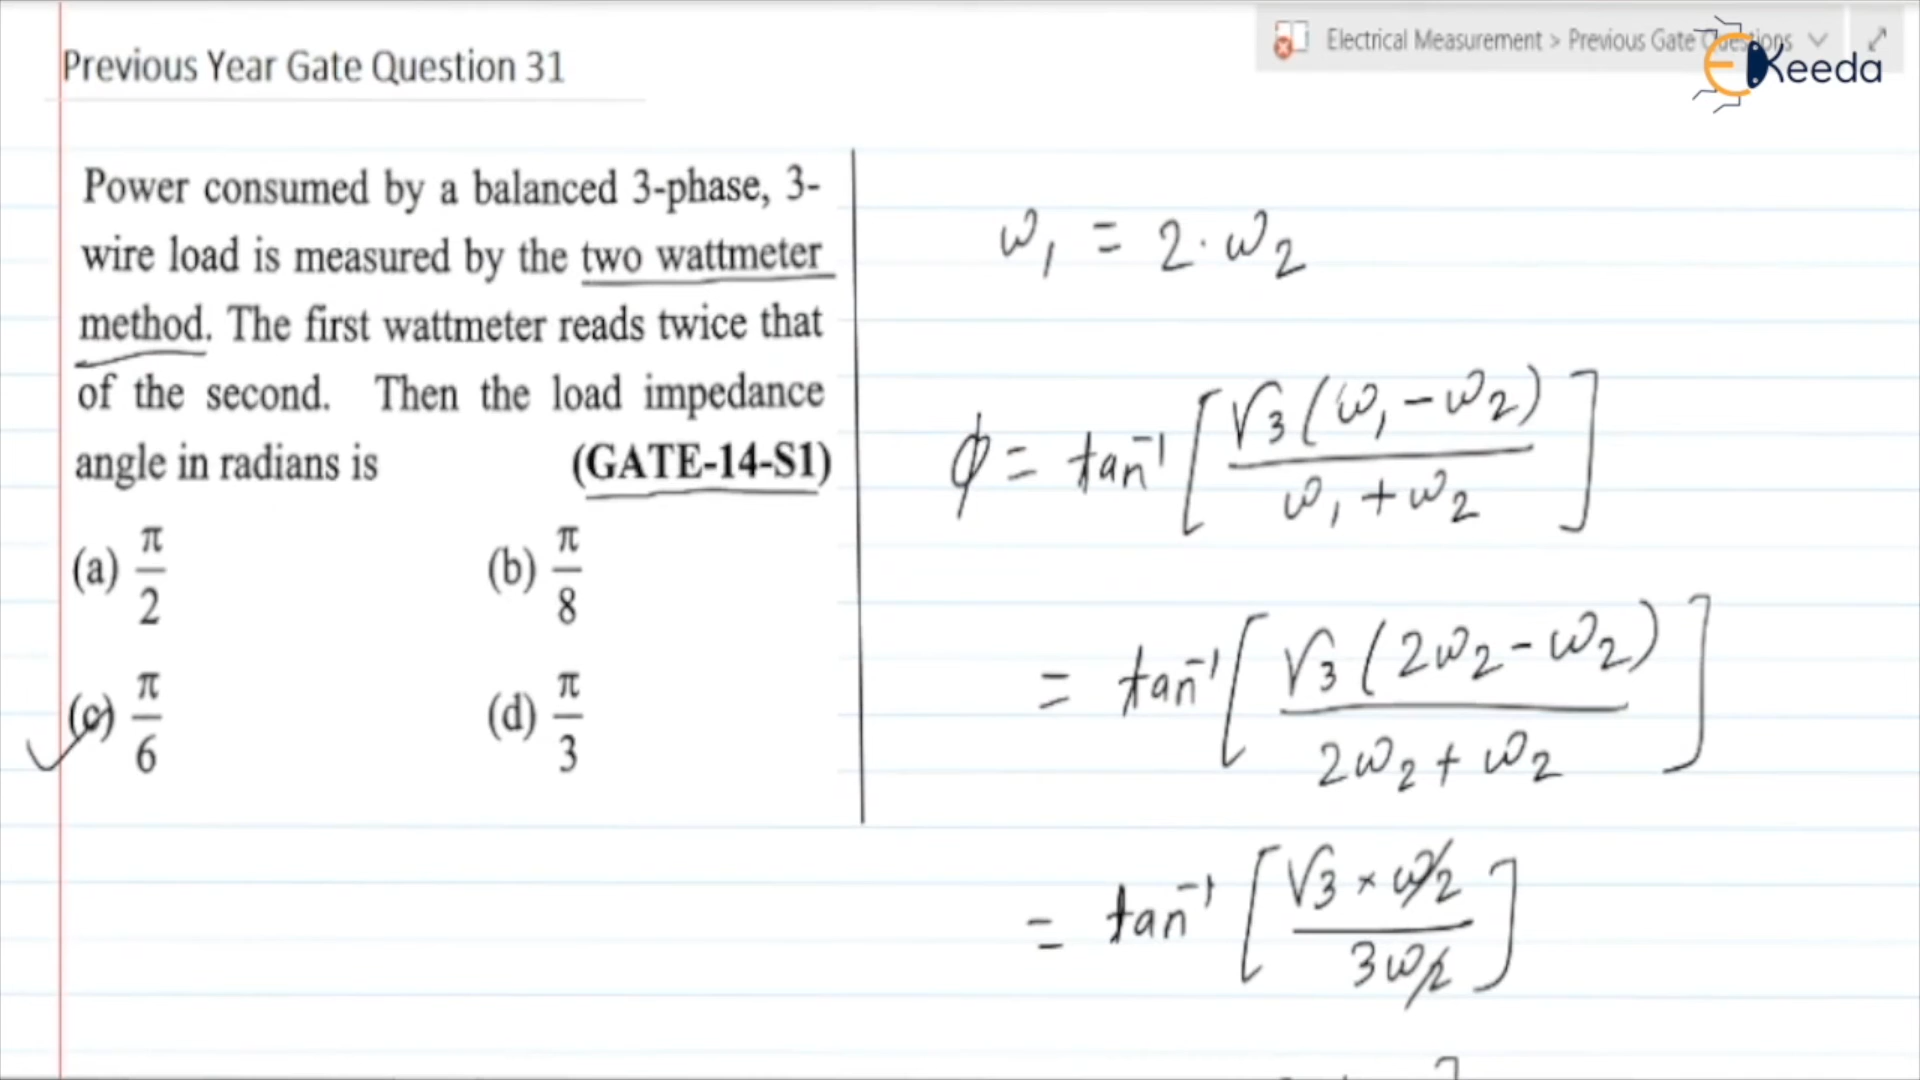 Previous Year Gate Question 31
Electrical Measurement > Previous Gate Questions
Keeda
Power consumed by a balanced 3-phase, 3-
wire load is measured by the two wattmeter
method. The first wattmeter reads twice that
of the second. Then the load impedance
angle in radians is (GATE-14-S1)
(a) π/2 (b) π/8
(c) π/6 (d) π/3
ω₁ = 2·ω₂
ϕ = tan⁻¹ [√3(ω₁-ω₂)/ω₁+ω₂]
= tan⁻¹ [√3(2ω₂-ω₂)/2ω₂+ω₂]
= tan⁻¹ [√3×ω₂/3ω₂]